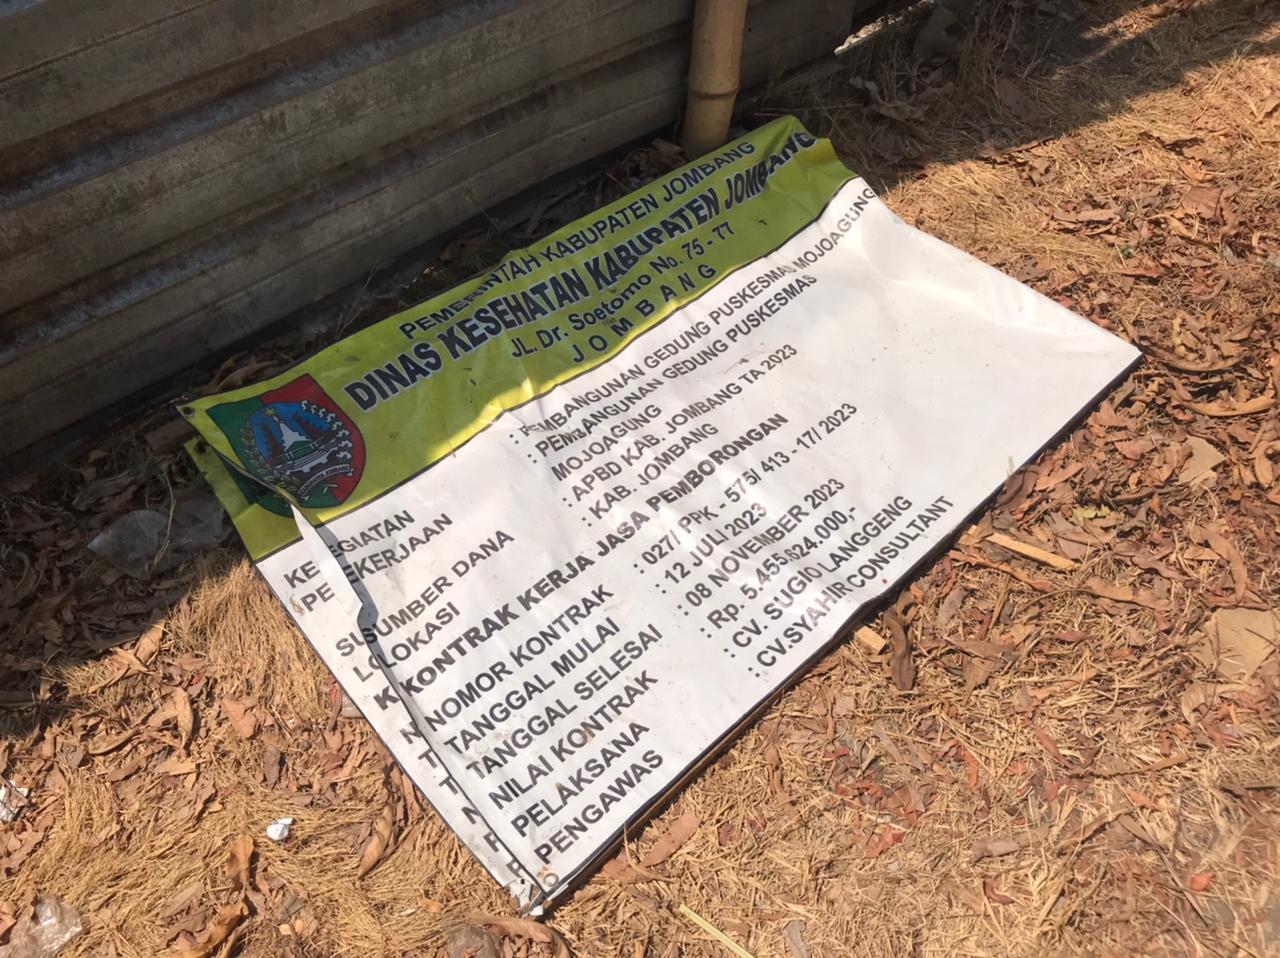 PEMERINTAH KABUPATEN JOMBANG
DINAS KESEHATAN KABUPATEN JOMBANG
JL. Dr. Soetomo No. 75 - 77
J O M B A N G
KEGIATAN : PEMBANGUNAN GEDUNG PUSKESMAS MOJOAGUNG
PEKERJAAN : PEMBANGUNAN GEDUNG PUSKESMAS
MOJOAGUNG
SUMBER DANA : APBD KAB. JOMBANG TA 2023
LOKASI : KAB. JOMBANG
KONTRAK KERJA JASA PEMBORONGAN
NOMOR KONTRAK : 027/ PPK - 575/ 413 - 17/ 2023
TANGGAL MULAI : 12 JULI 2023
TANGGAL SELESAI : 08 NOVEMBER 2023
NILAI KONTRAK : Rp. 5.455.624.000,-
PELAKSANA : CV. SUGIO LANGGENG
PENGAWAS : CV.SYAHIR CONSULTANT